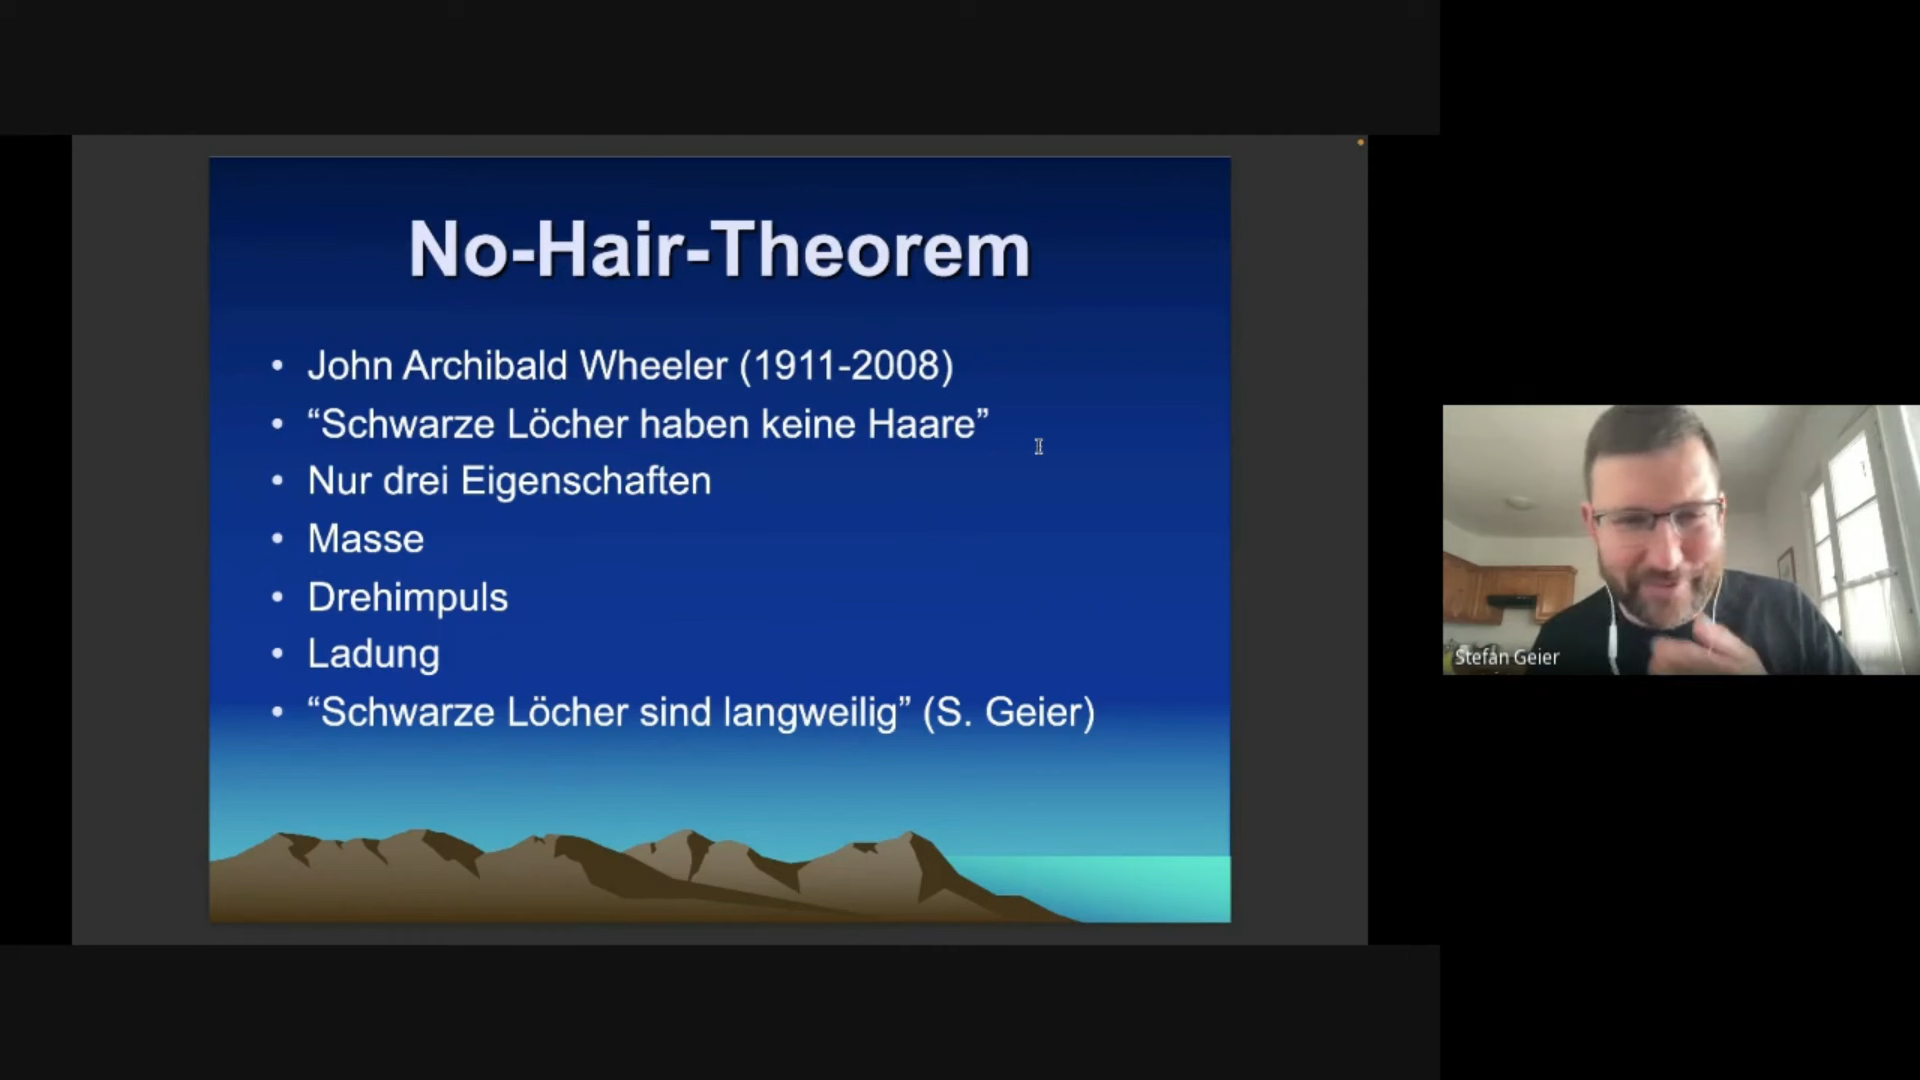 No-Hair-Theorem
• John Archibald Wheeler (1911-2008)
• “Schwarze Löcher haben keine Haare”
• Nur drei Eigenschaften
• Masse
• Drehimpuls
• Ladung
• “Schwarze Löcher sind langweilig” (S. Geier)
Stefan Geier